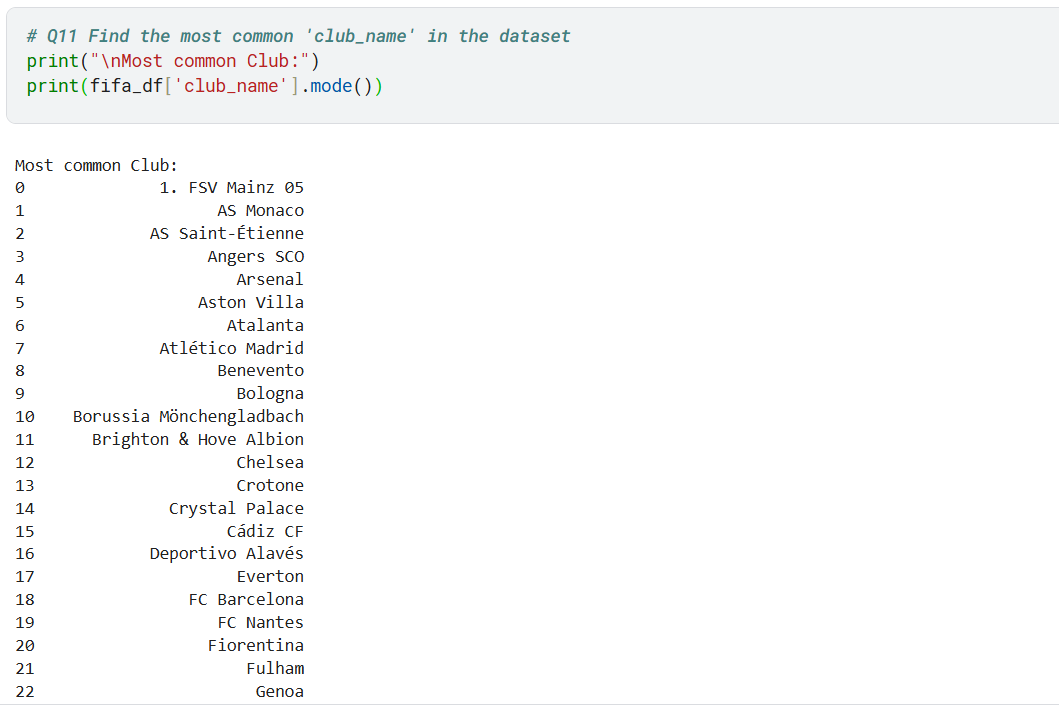 # Q11 Find the most common 'club_name' in the dataset
print("\nMost common Club:")
print(fifa_df['club_name'].mode())
Most common Club:
0 1. FSV Mainz 05
1 AS Monaco
2 AS Saint-Étienne
3 Angers SCO
4 Arsenal
5 Aston Villa
6 Atalanta
7 Atlético Madrid
8 Benevento
9 Bologna
10 Borussia Mönchengladbach
11 Brighton & Hove Albion
12 Chelsea
13 Crotone
14 Crystal Palace
15 Cádiz CF
16 Deportivo Alavés
17 Everton
18 FC Barcelona
19 FC Nantes
20 Fiorentina
21 Fulham
22 Genoa